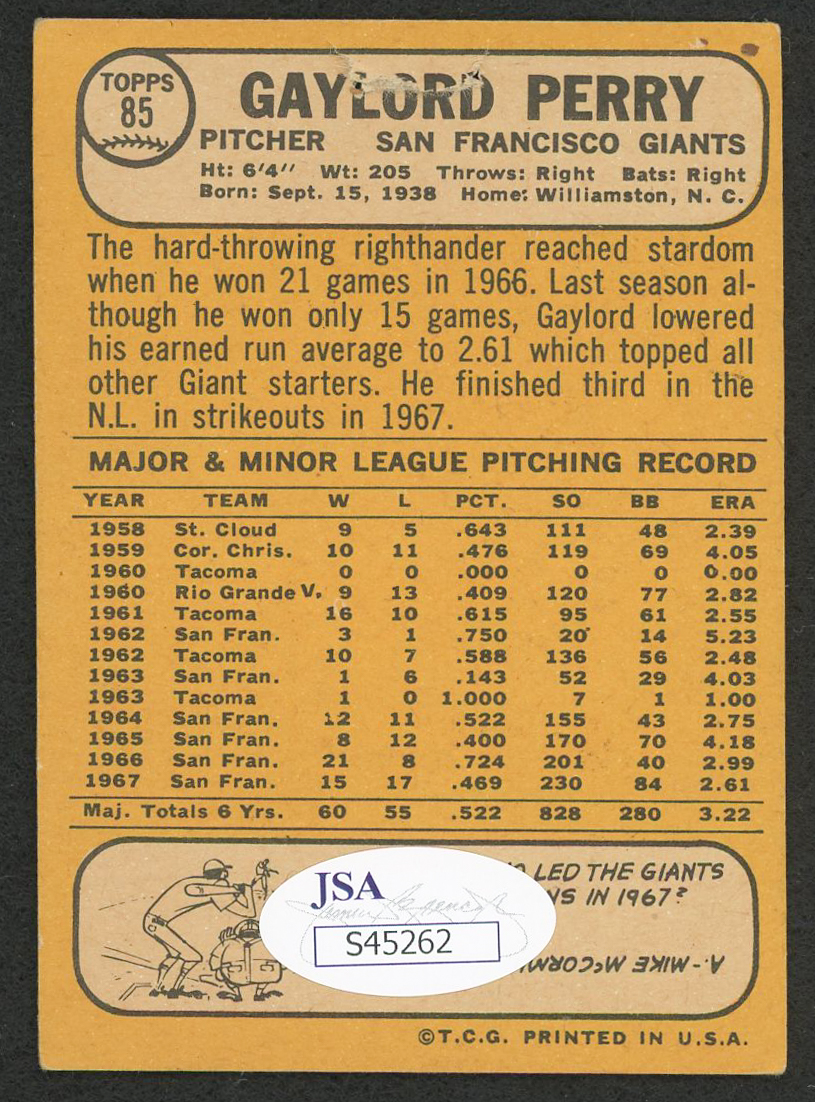 TOPPS
85
GAYLORD PERRY
PITCHER SAN FRANCISCO GIANTS
Ht: 6'4" Wt: 205 Throws: Right Bats: Right
Born: Sept. 15, 1938 Home: Williamston, N. C.
The hard-throwing righthander reached stardom
when he won 21 games in 1966. Last season al-
though he won only 15 games, Gaylord lowered
his earned run average to 2.61 which topped all
other Giant starters. He finished third in the
N.L. in strikeouts in 1967.
MAJOR & MINOR LEAGUE PITCHING RECORD
YEAR TEAM W L PCT. SO BB ERA
1958 St. Cloud 9 5 .643 111 48 2.39
1959 Cor. Chris. 10 11 .476 119 69 4.05
1960 Tacoma 0 0 .000 0 0 0.00
1960 Rio Grande V. 9 13 .409 120 77 2.82
1961 Tacoma 16 10 .615 95 61 2.55
1962 San Fran. 3 1 .750 20 14 5.23
1962 Tacoma 10 7 .588 136 56 2.48
1963 San Fran. 1 6 .143 52 29 4.03
1963 Tacoma 1 0 1.000 7 1 1.00
1964 San Fran. 12 11 .522 155 43 2.75
1965 San Fran. 8 12 .400 170 70 4.18
1966 San Fran. 21 8 .724 201 40 2.99
1967 San Fran. 15 17 .469 230 84 2.61
Maj. Totals 6 Yrs. 60 55 .522 828 280 3.22
LED THE GIANTS
NS IN 1967?
JSA
S45262
A-MIKE McCORM
©T.C.G. PRINTED IN U.S.A.